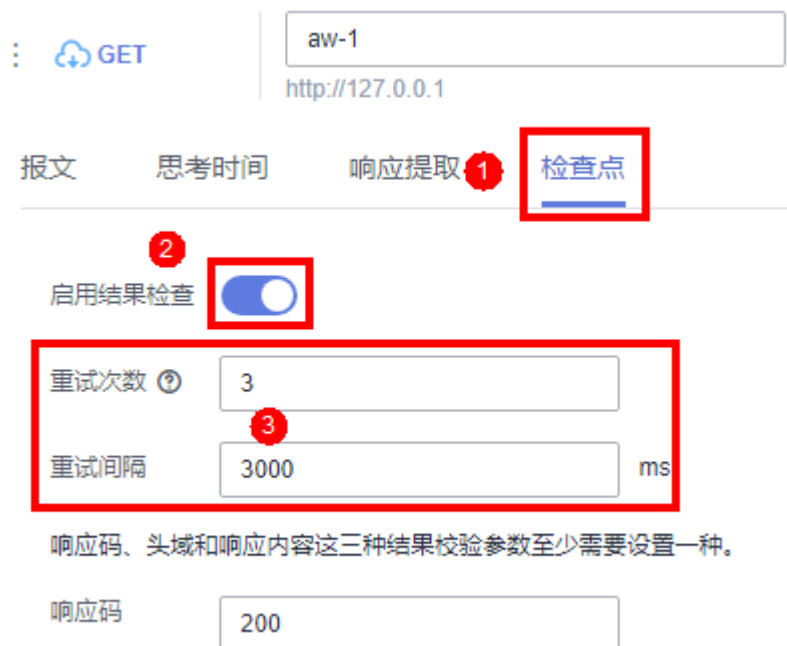 GET
aw-1
http://127.0.0.1
报文 思考时间 响应提取 1 检查点
2
启用结果检查
重试次数 ? 3
3
重试间隔 3000 ms
响应码、头域和响应内容这三种结果校验参数至少需要设置一种。
响应码 200